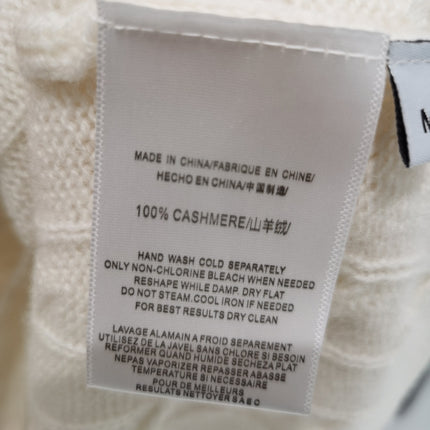 MADE IN CHINA/FABRIQUE EN CHINE/
HECHO EN CHINA/中国制造/
100% CASHMERE/山羊绒/
HAND WASH COLD SEPARATELY
ONLY NON-CHLORINE BLEACH WHEN NEEDED
RESHAPE WHILE DAMP. DRY FLAT
DO NOT STEAM.COOL IRON IF NEEDED
FOR BEST RESULTS DRY CLEAN
LAVAGE ALAMAIN A FROID SEPAREMENT
UTILISEZ DE LA JAVEL SANS CHLORE SI BESOIN
REFORMER QUAND HUMIDE SECHEZA PLAT
NEPAS VAPORIZER REPASSER ABASSE
TEMPERATURE SI NECESSAIRE
POUR DE MEILLEURS
RESULATS NETTOYER S A E C